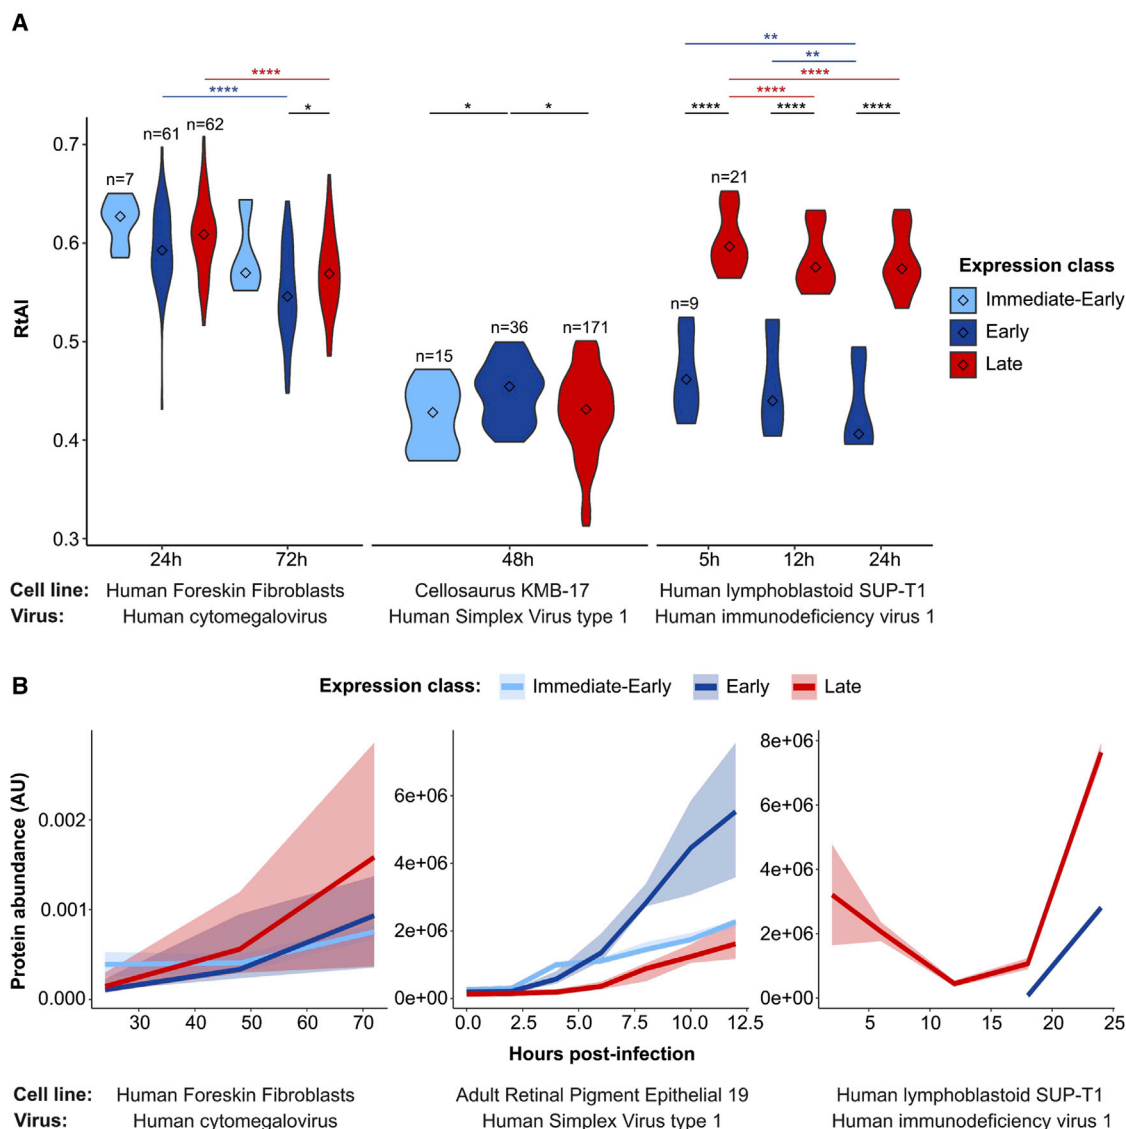 A
** 
**
**** ****
**** ****
* * * **** **** ****
n=7 n=61 n=62 n=15 n=36 n=171 n=9 n=21
RtAI
0.7
0.6
0.5
0.4
0.3
Expression class
Immediate-Early
Early
Late
24h 72h 48h 5h 12h 24h
Cell line: Human Foreskin Fibroblasts Cellosaurus KMB-17 Human lymphoblastoid SUP-T1
Virus: Human cytomegalovirus Human Simplex Virus type 1 Human immunodeficiency virus 1
B
Expression class: Immediate-Early Early Late
Protein abundance (AU)
0.002
0.001
0.000
30 40 50 60 70
6e+06
4e+06
2e+06
0e+00
0.0 2.5 5.0 7.5 10.0 12.5
8e+06
6e+06
4e+06
2e+06
0e+00
5 10 15 20 25
Hours post-infection
Cell line: Human Foreskin Fibroblasts Adult Retinal Pigment Epithelial 19 Human lymphoblastoid SUP-T1
Virus: Human cytomegalovirus Human Simplex Virus type 1 Human immunodeficiency virus 1